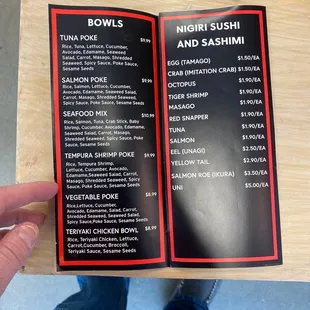 BOWLS
TUNA POKE $9.99
Rice, Tuna, Lettuce, Cucumber,
Avocado, Edamame, Seaweed
Salad, Carrot, Masago, Shredded
Seaweed, Spicy Poke, Sauce,
Sesame Seeds
SALMON POKE $9.99
Rice, Salmon, Lettuce, Cucumber,
Avocado, Edamame, Seaweed Salad,
Carrot, Masago, Shredded Seaweed,
Spicy Poke, Sauce, Sesame Seeds
SEAFOOD MIX $10.99
Rice, Salmon, Tuna, Crab Stick, Baby
Shrimp, Cucumber, Avocado,
Edamame, Seaweed Salad, Carrot,
Masago, Shredded Seaweed, Spicy
Poke, Sauce, Sesame Seeds
TEMPURA SHRIMP POKE $9.99
Rice, Tempura Shrimp,
Lettuce, Cucumber, Avocado,
Edamame, Seaweed Salad, Carrot,
Masago, Shredded Seaweed, Spicy
Poke, Sauce, Sesame Seeds
VEGETABLE POKE $8.99
Rice, Lettuce, Cucumber,
Avocado, Edamame, Seaweed Salad,
Carrot, Shredded Seaweed,
Spicy Poke, Sauce, Sesame Seeds
TERIYAKI CHICKEN BOWL $8.99
Rice, Teriyaki Chicken, Lettuce,
Carrot, Cucumber, Broccoli,
Teriyaki Sauce, Sesame Seeds
NIGIRI SUSHI
AND SASHIMI
EGG (TAMAGO) $1.50/EA
CRAB (IMITATION CRAB) $1.50/EA
OCTOPUS $1.90/EA
TIGER SHRIMP $1.90/EA
MASAGO $1.90/EA
RED SNAPPER $1.90/EA
TUNA $1.90/EA
SALMON $1.90/EA
EEL (UNAGI) $2.50/EA
YELLOW TAIL $2.90/EA
SALMON ROE (IKURA) $3.50/EA
UNI $5.00/EA